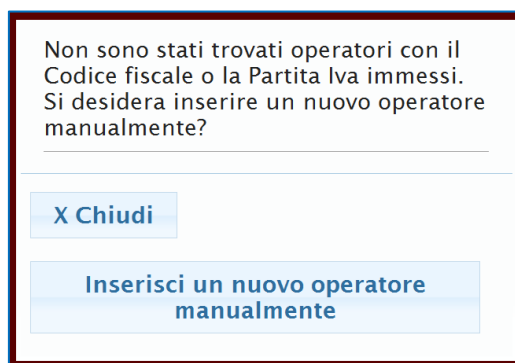 Non sono stati trovati operatori con il
Codice fiscale o la Partita Iva immessi.
Si desidera inserire un nuovo operatore
manualmente?
X Chiudi
Inserisci un nuovo operatore
manualmente